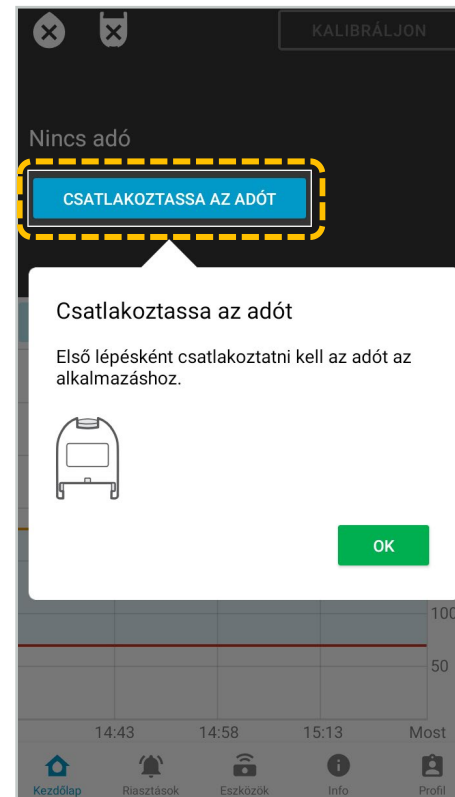 KALIBRÁLJON
Nincs adó
CSATLAKOZTASSA AZ ADÓT
Csatlakoztassa az adót
Első lépésként csatlakoztatni kell az adót az
alkalmazáshoz.
OK
100
50
14:43 14:58 15:13 Most
Kezdőlap Riasztások Eszközök Info Profil